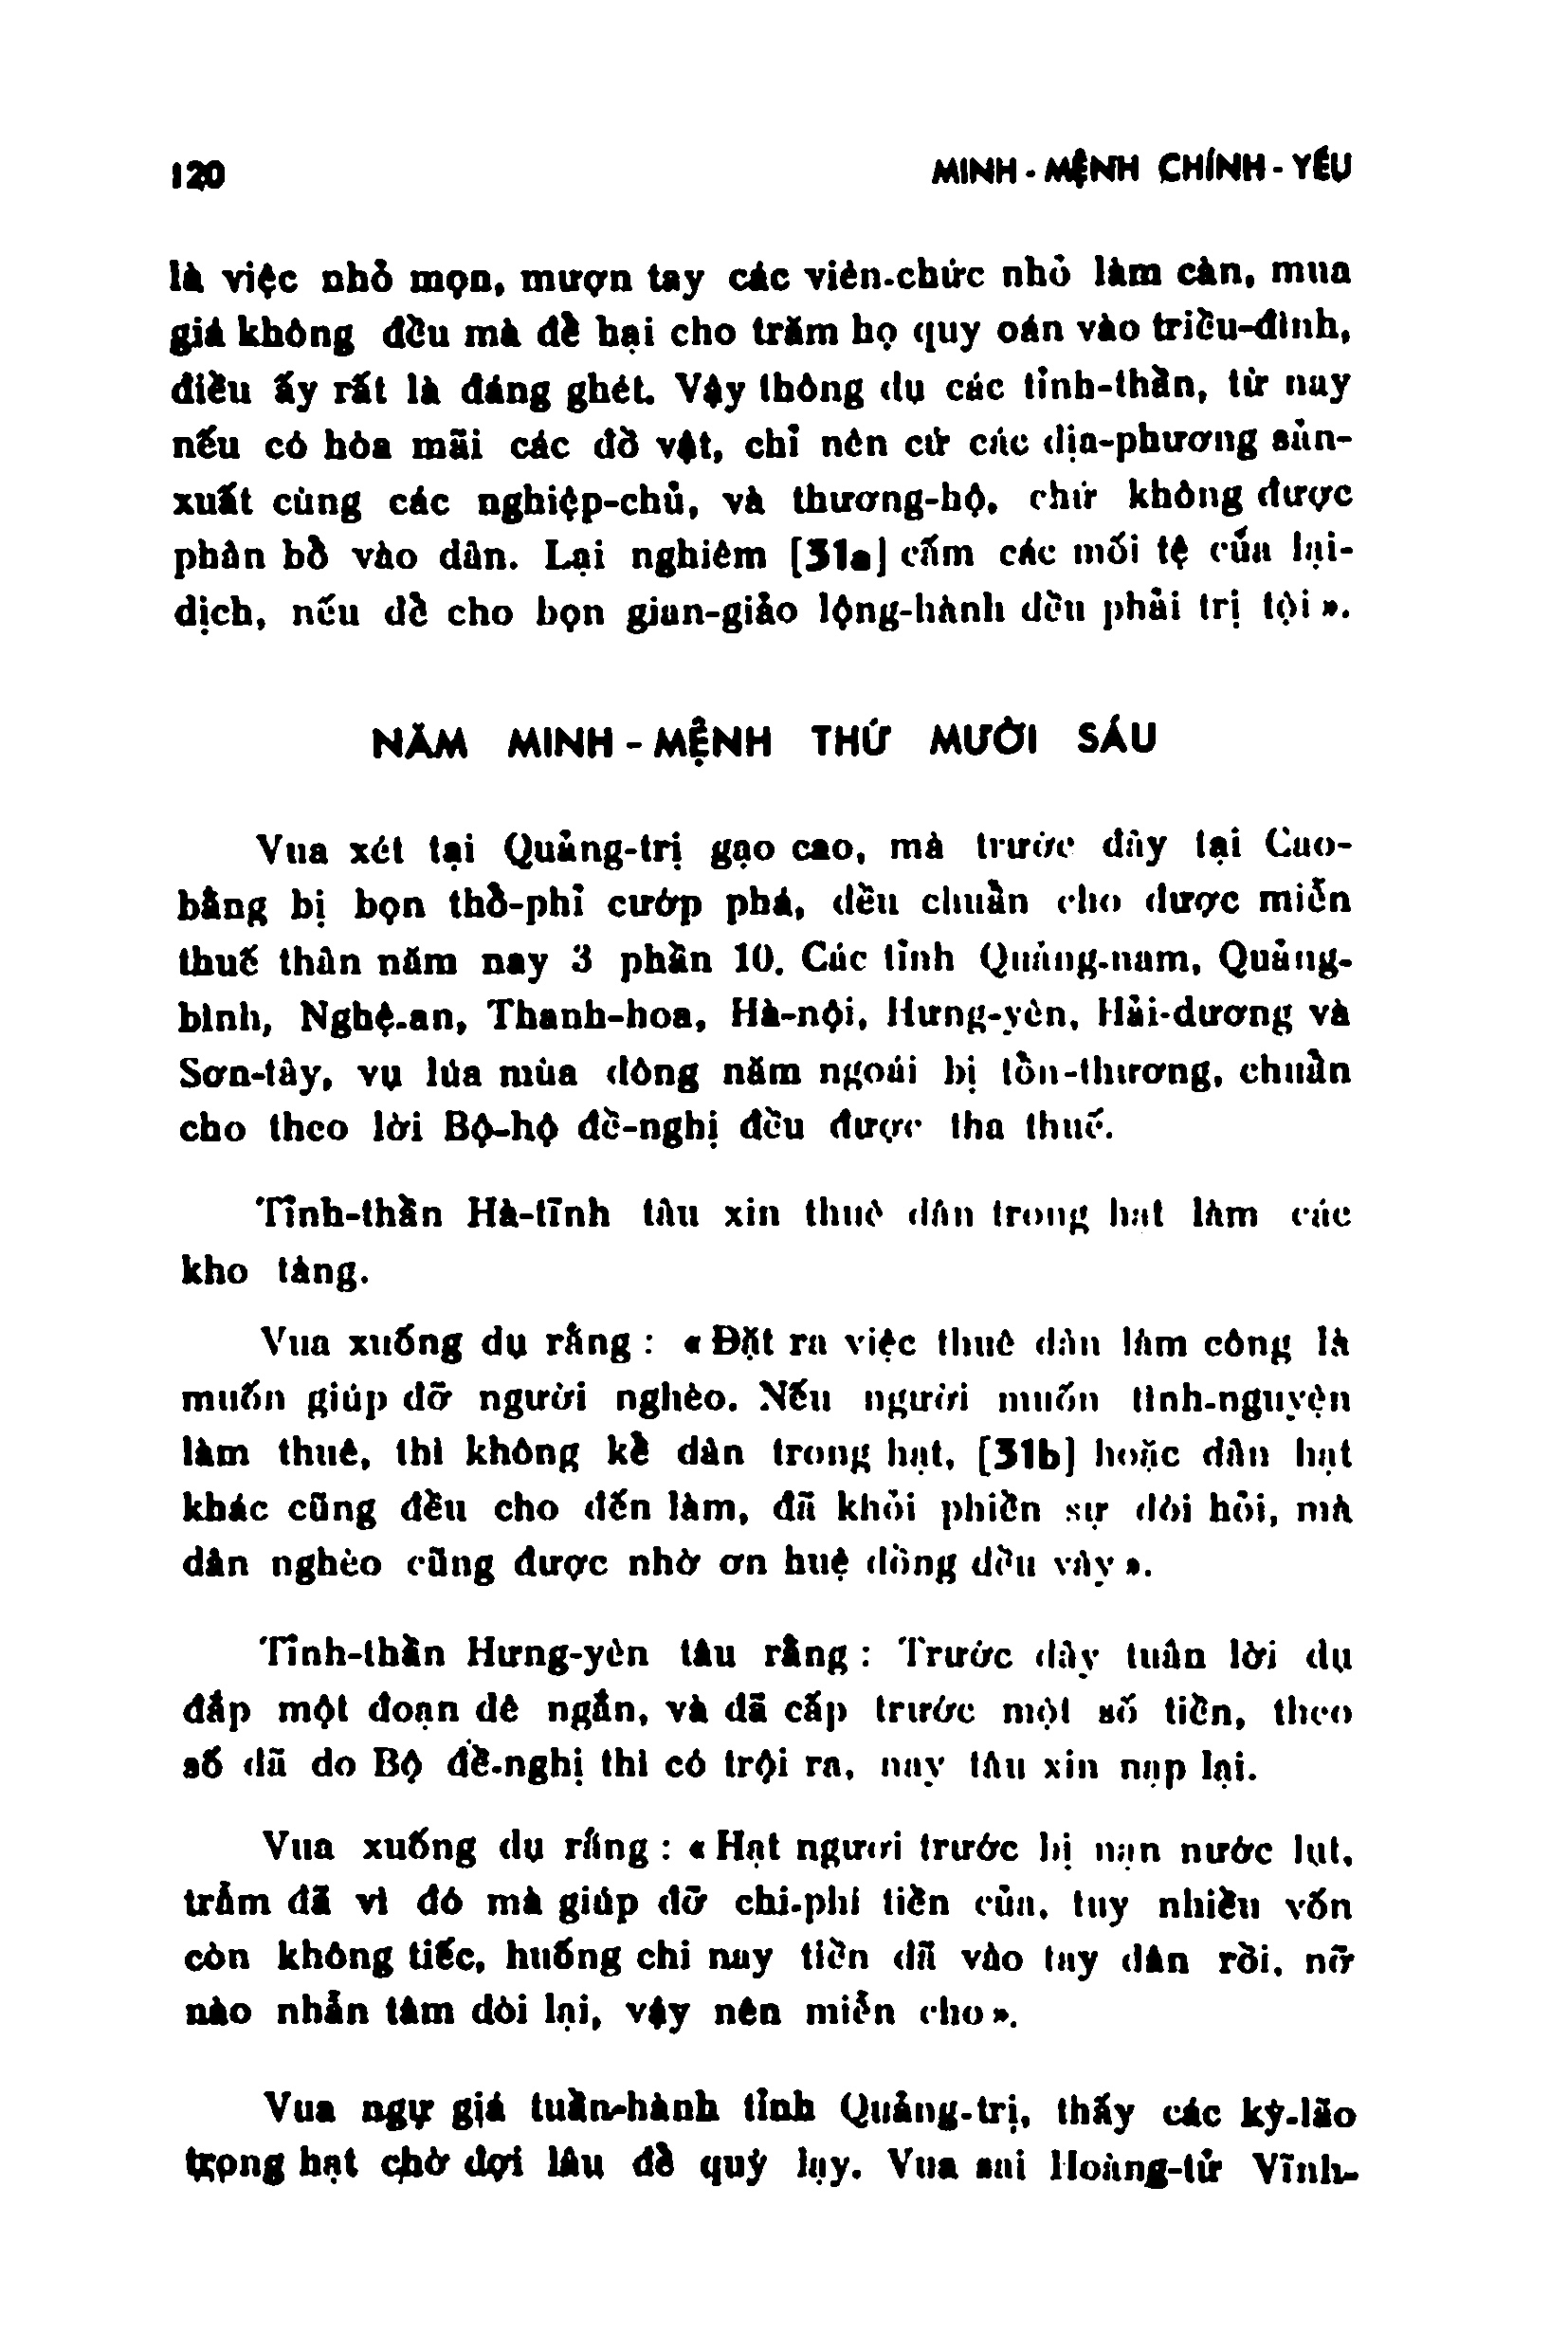 120
MINH - MỆNH CHÍNH - YẾU
là việc nhỏ mọn, mượn tay các viên-chức nhỏ làm càn, mua
giá không đều mà để hại cho trăm họ quy oán vào triều-đình,
điều ấy rất là đáng ghét. Vậy thông dụ các tỉnh-thần, từ nay
nếu có hòa mãi các đồ vật, chỉ nên cứ các địa-phương sản-
xuất cùng các nghiệp-chủ, và thương-hộ, chứ không được
phân bổ vào dân. Lại nghiêm [31a] cấm các mối tệ của lại-
dịch, nếu để cho bọn gian-giảo lộng-hành đều phải trị tội ».
NĂM MINH - MỆNH THỨ MƯỜI SÁU
Vua xét tại Quảng-trị gạo cao, mà trước đây tại Cao-
bằng bị bọn thổ-phỉ cướp phá, đều chuẩn cho được miễn
thuế thân năm nay 3 phần 10. Các tỉnh Quảng-nam, Quảng-
bình, Nghệ-an, Thanh-hoa, Hà-nội, Hưng-yên, Hải-dương và
Sơn-tây, vụ lúa mùa đông năm ngoái bị tổn-thương, chuẩn
cho theo lời Bộ-hộ đề-nghị đều được tha thuế.
Tỉnh-thần Hà-tĩnh tâu xin thuê dân trong hạt làm các
kho tàng.
Vua xuống dụ rằng : « Đặt ra việc thuê dân làm công là
muốn giúp đỡ người nghèo. Nếu người muốn tình-nguyện
làm thuê, thì không kể dân trong hạt, [31b] hoặc dân hạt
khác cũng đều cho đến làm, đã khỏi phiền sự đòi hỏi, mà
dân nghèo cũng được nhờ ơn huệ đồng đều vậy ».
Tỉnh-thần Hưng-yên tâu rằng : Trước đây tuân lời dụ
đắp một đoạn đê ngắn, và đã cấp trước một số tiền, theo
số đã do Bộ đề-nghị thì có trội ra, nay tâu xin nạp lại.
Vua xuống dụ rằng : « Hạt ngươi trước bị nạn nước lụt,
trẫm đã vì đó mà giúp đỡ chi-phí tiền của, tuy nhiều vốn
còn không tiếc, huống chi nay tiền đã vào tay dân rồi, nỡ
nào nhẫn tâm đòi lại, vậy nên miễn cho ».
Vua ngự giá tuần-hành tỉnh Quảng-trị, thấy các kỳ-lão
trong hạt chờ đợi lâu để quỳ lạy. Vua sai Hoàng-tử Vĩnh-